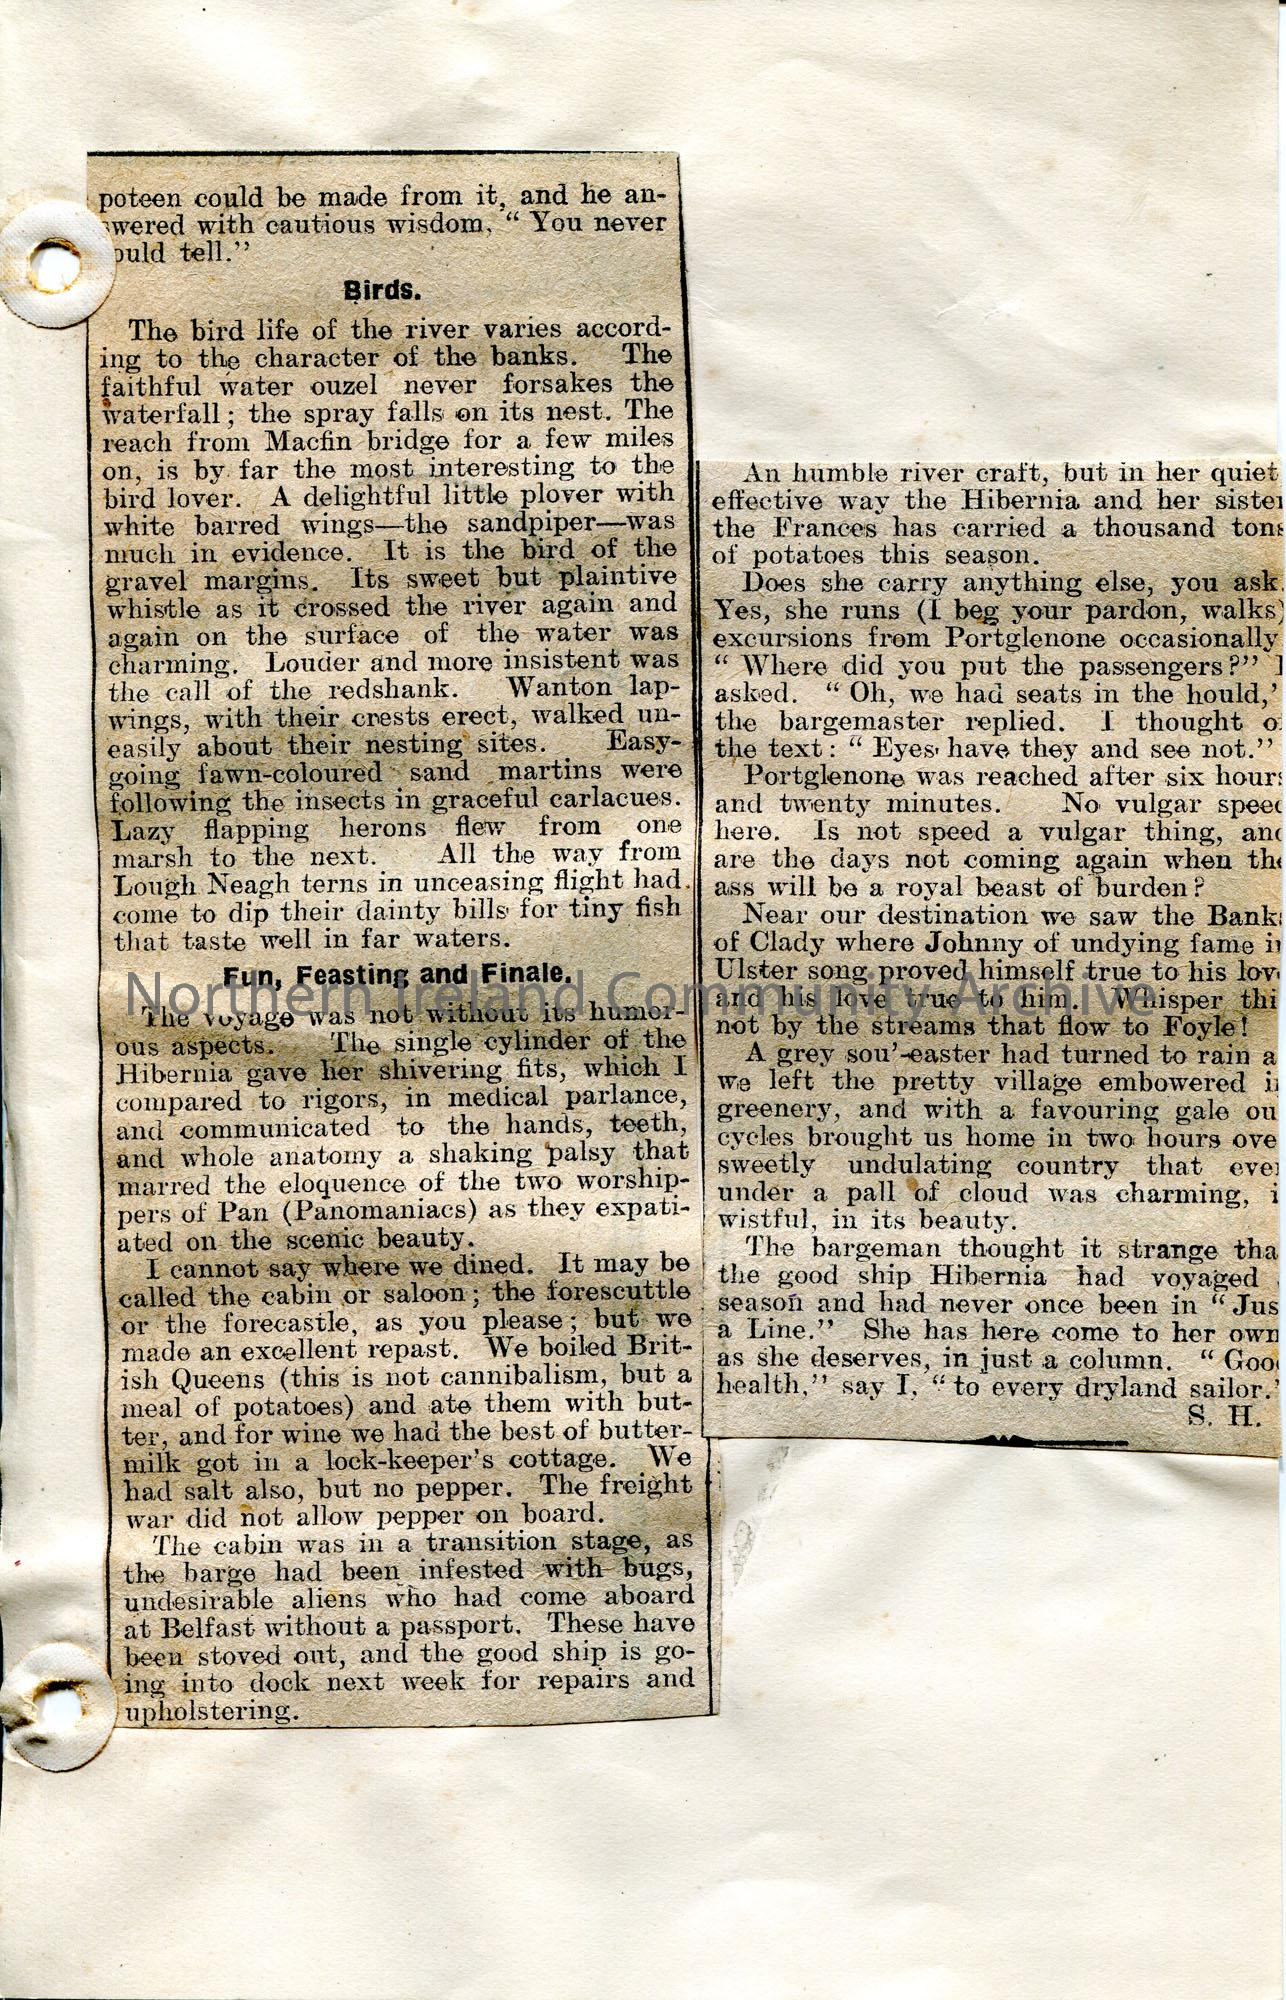 poteen could be made from it, and he an-
swered with cautious wisdom, “ You never
ould tell.”
Birds.
The bird life of the river varies accord-
ing to the character of the banks. The
faithful water ouzel never forsakes the
waterfall; the spray falls on its nest. The
reach from Macfin bridge for a few miles
on, is by far the most interesting to the
bird lover. A delightful little plover with
white barred wings—the sandpiper—was
much in evidence. It is the bird of the
gravel margins. Its sweet but plaintive
whistle as it crossed the river again and
again on the surface of the water was
charming. Louder and more insistent was
the call of the redshank. Wanton lap-
wings, with their crests erect, walked un-
easily about their nesting sites. Easy-
going fawn-coloured sand martins were
following the insects in graceful carlacues.
Lazy flapping herons flew from one
marsh to the next. All the way from
Lough Neagh terns in unceasing flight had
come to dip their dainty bills for tiny fish
that taste well in far waters.
Fun, Feasting and Finale.
The voyage was not without its humor-
ous aspects. The single cylinder of the
Hibernia gave her shivering fits, which I
compared to rigors, in medical parlance,
and communicated to the hands, teeth,
and whole anatomy a shaking palsy that
marred the eloquence of the two worship-
pers of Pan (Panomaniacs) as they expati-
ated on the scenic beauty.
I cannot say where we dined. It may be
called the cabin or saloon; the forescuttle
or the forecastle, as you please; but we
made an excellent repast. We boiled Brit-
ish Queens (this is not cannibalism, but a
meal of potatoes) and ate them with but-
ter, and for wine we had the best of butter-
milk got in a lock-keeper's cottage. We
had salt also, but no pepper. The freight
war did not allow pepper on board.
The cabin was in a transition stage, as
the barge had been infested with bugs,
undesirable aliens who had come aboard
at Belfast without a passport. These have
been stoved out, and the good ship is go-
ing into dock next week for repairs and
upholstering.
An humble river craft, but in her quiet
effective way the Hibernia and her sister
the Frances has carried a thousand tons
of potatoes this season.
Does she carry anything else, you ask.
Yes, she runs (I beg your pardon, walks)
excursions from Portglenone occasionally
“ Where did you put the passengers?” I
asked. “ Oh, we had seats in the hould,’
the bargemaster replied. I thought o
the text: “ Eyes have they and see not.”
Portglenone was reached after six hours
and twenty minutes. No vulgar speed
here. Is not speed a vulgar thing, and
are the days not coming again when the
ass will be a royal beast of burden?
Near our destination we saw the Banks
of Clady where Johnny of undying fame in
Ulster song proved himself true to his lov
and his love true to him. Whisper thi
not by the streams that flow to Foyle!
A grey sou'-easter had turned to rain a
we left the pretty village embowered in
greenery, and with a favouring gale ou
cycles brought us home in two hours ove
sweetly undulating country that eve
under a pall of cloud was charming, i
wistful, in its beauty.
The bargeman thought it strange tha
the good ship Hibernia had voyaged
season and had never once been in “ Jus
a Line.” She has here come to her own
as she deserves, in just a column. “ Good
health,” say I, “ to every dryland sailor.’
S. H.
Northern Ireland Community Archive